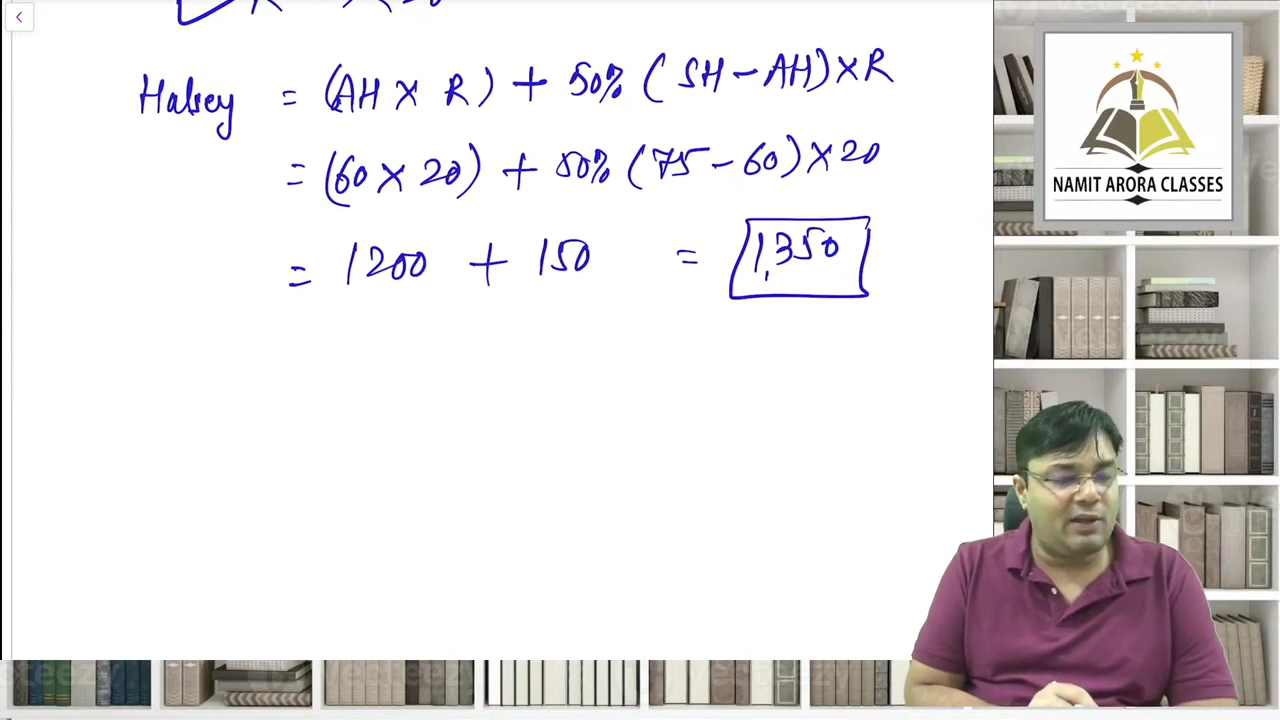 Halsey = (AH × R) + 50% (SH - AH) × R
= (60 × 20) + 50% (75 - 60) × 20
= 1200 + 150 = 1,350
NAMIT ARORA CLASSES